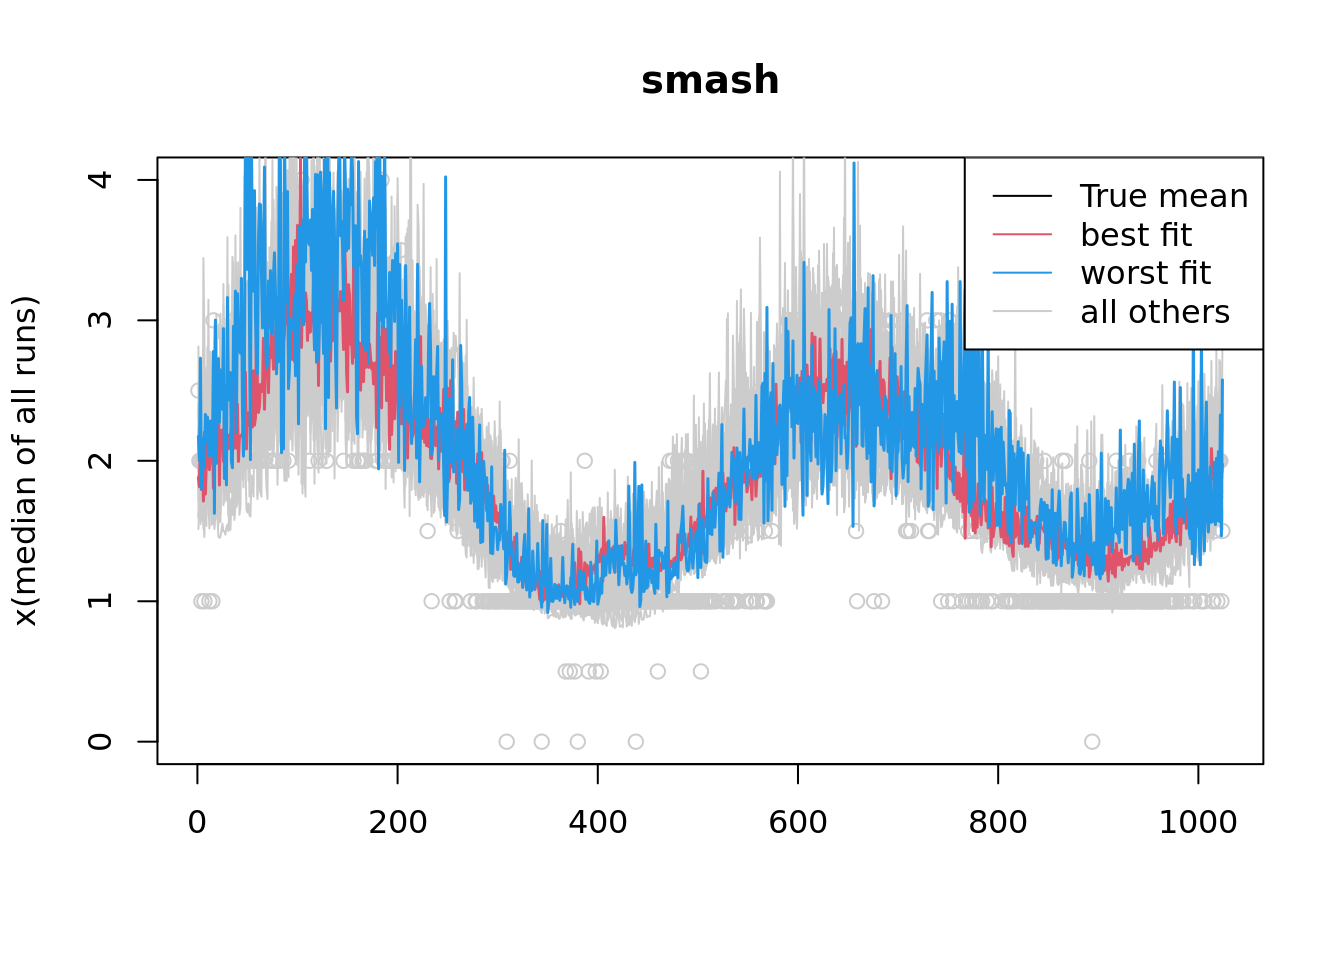 smash
x(median of all runs)
4
3
2
1
0
True mean
best fit
worst fit
all others
0 200 400 600 800 1000